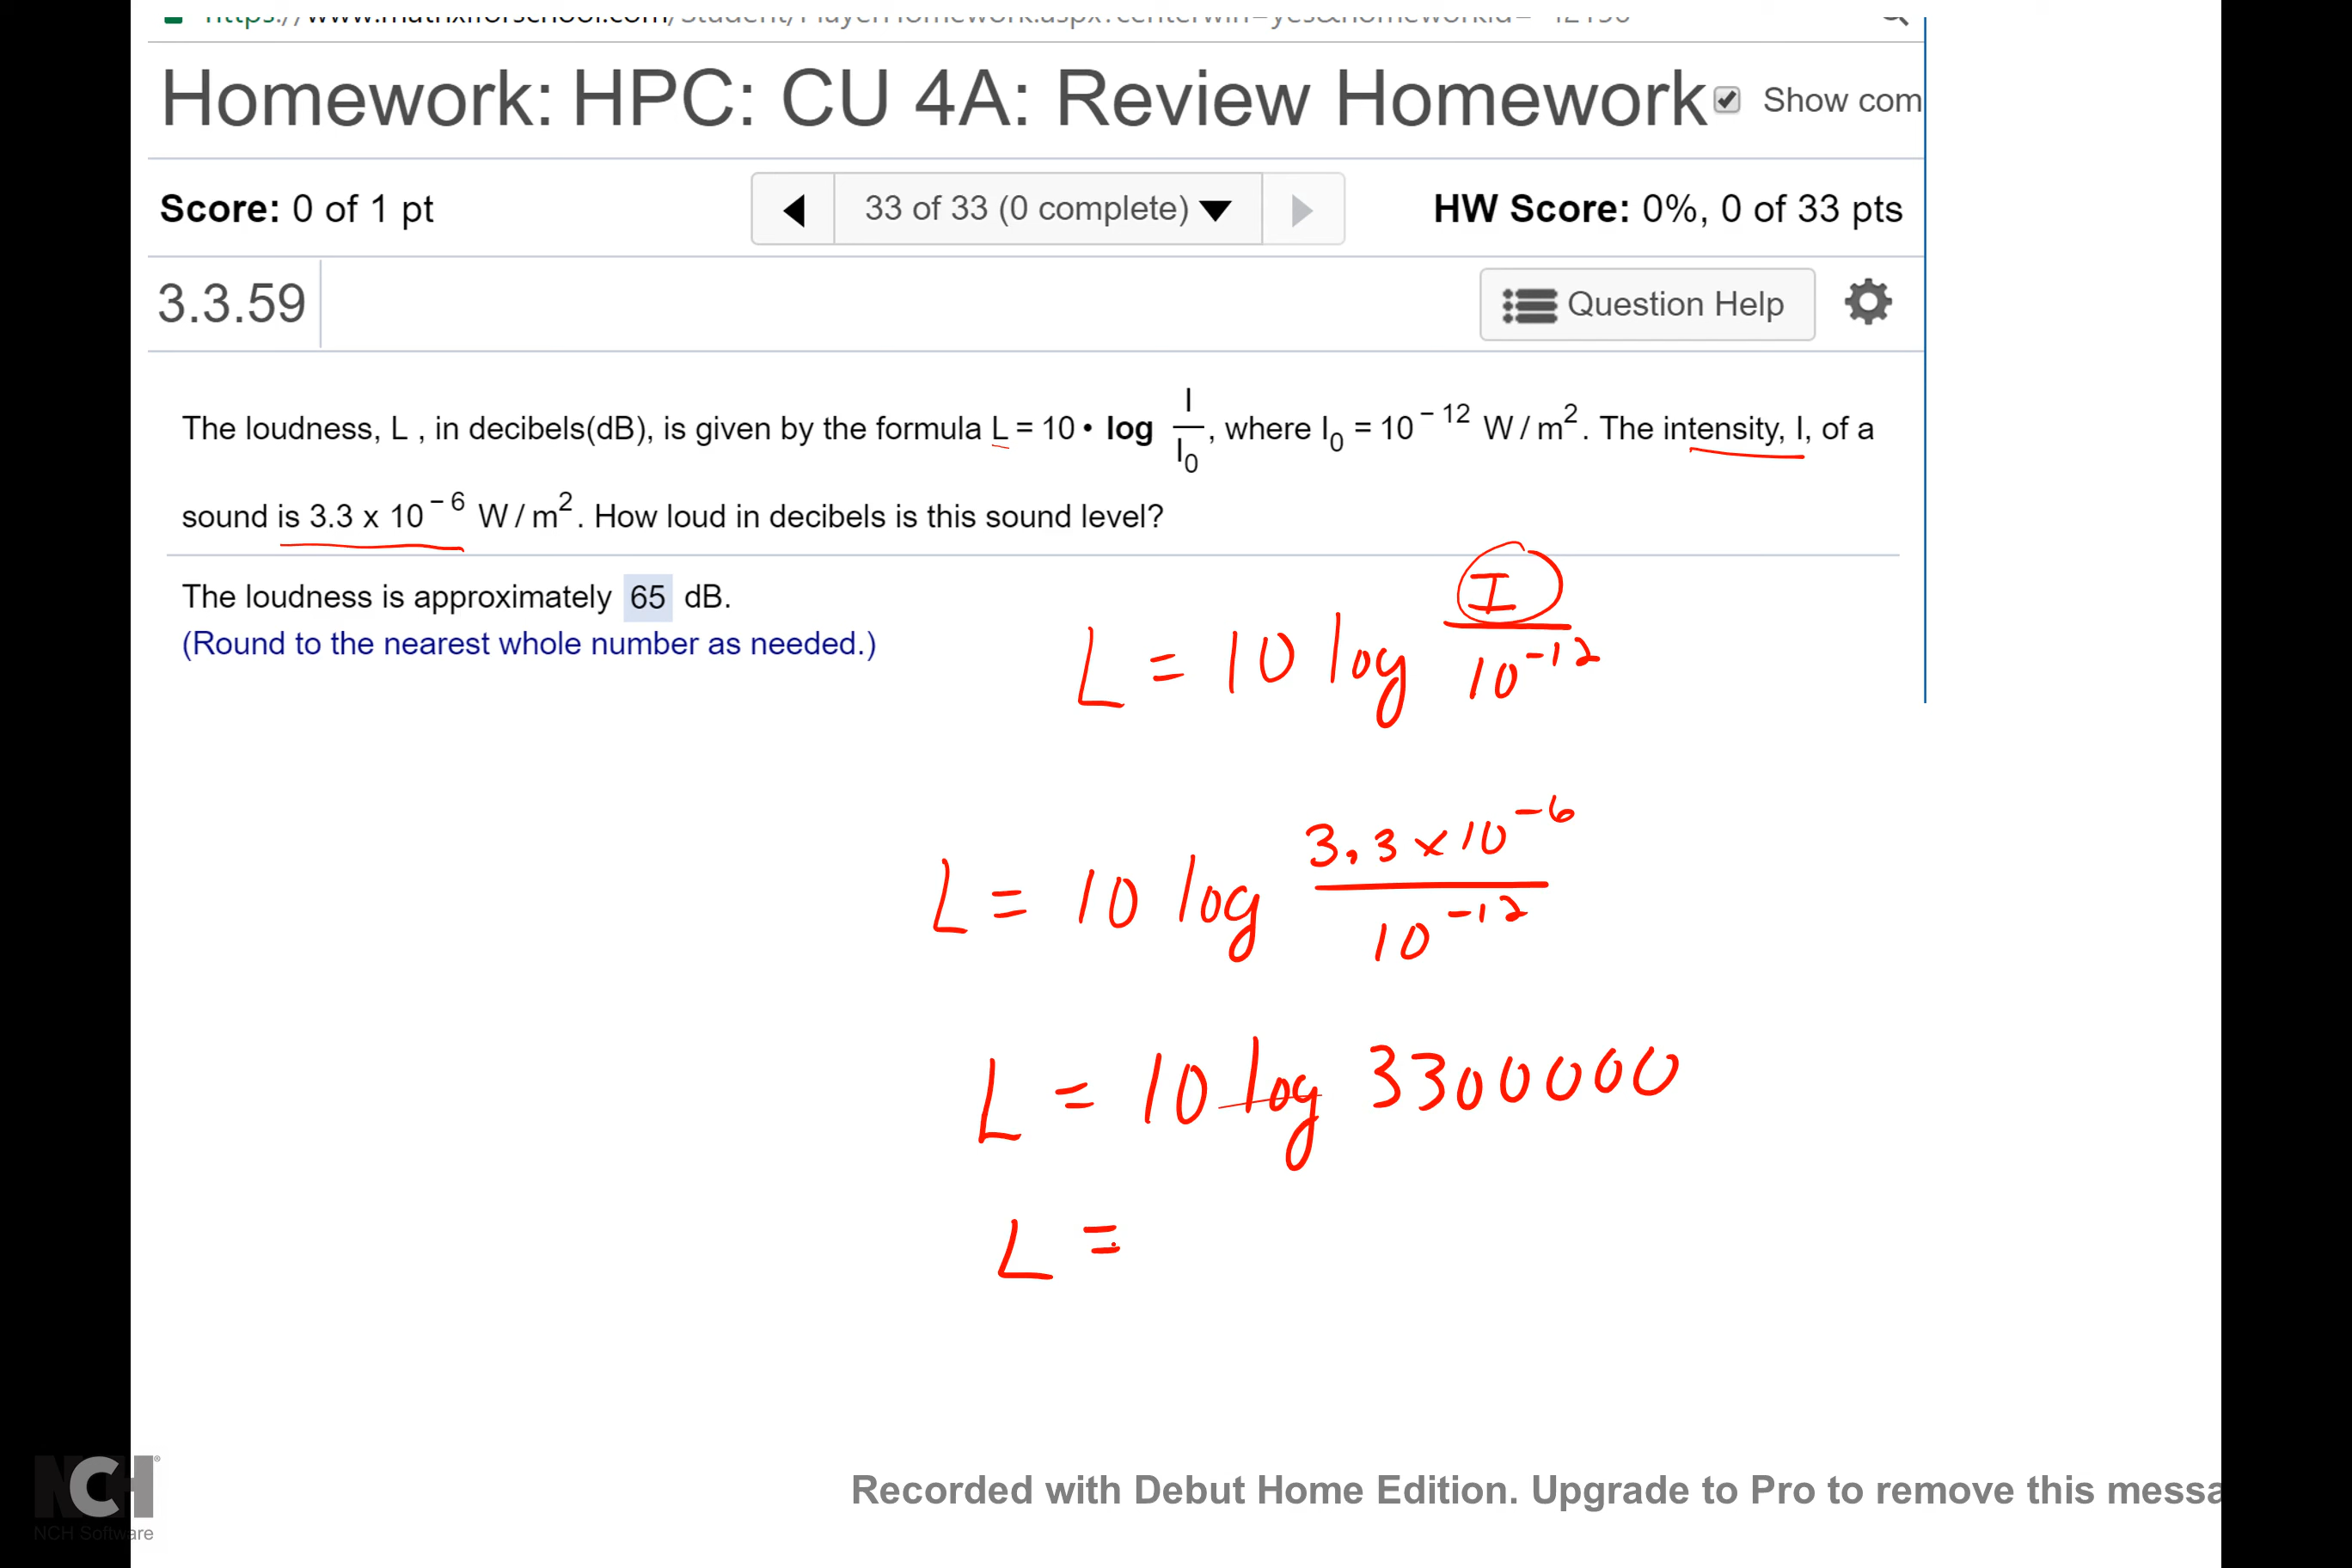 Homework: HPC: CU 4A: Review Homework Show com
Score: 0 of 1 pt 33 of 33 (0 complete) HW Score: 0%, 0 of 33 pts
3.3.59 Question Help
The loudness, L , in decibels(dB), is given by the formula L = 10 • log I/I₀, where I₀ = 10⁻¹² W / m². The intensity, I, of a
sound is 3.3 x 10⁻⁶ W / m². How loud in decibels is this sound level?
The loudness is approximately 65 dB.
(Round to the nearest whole number as needed.)
L = 10 log I/10⁻¹²
L = 10 log 3.3 × 10⁻⁶/10⁻¹²
L = 10 log 3300000
L =
NCH®
NCH Software
Recorded with Debut Home Edition. Upgrade to Pro to remove this messa